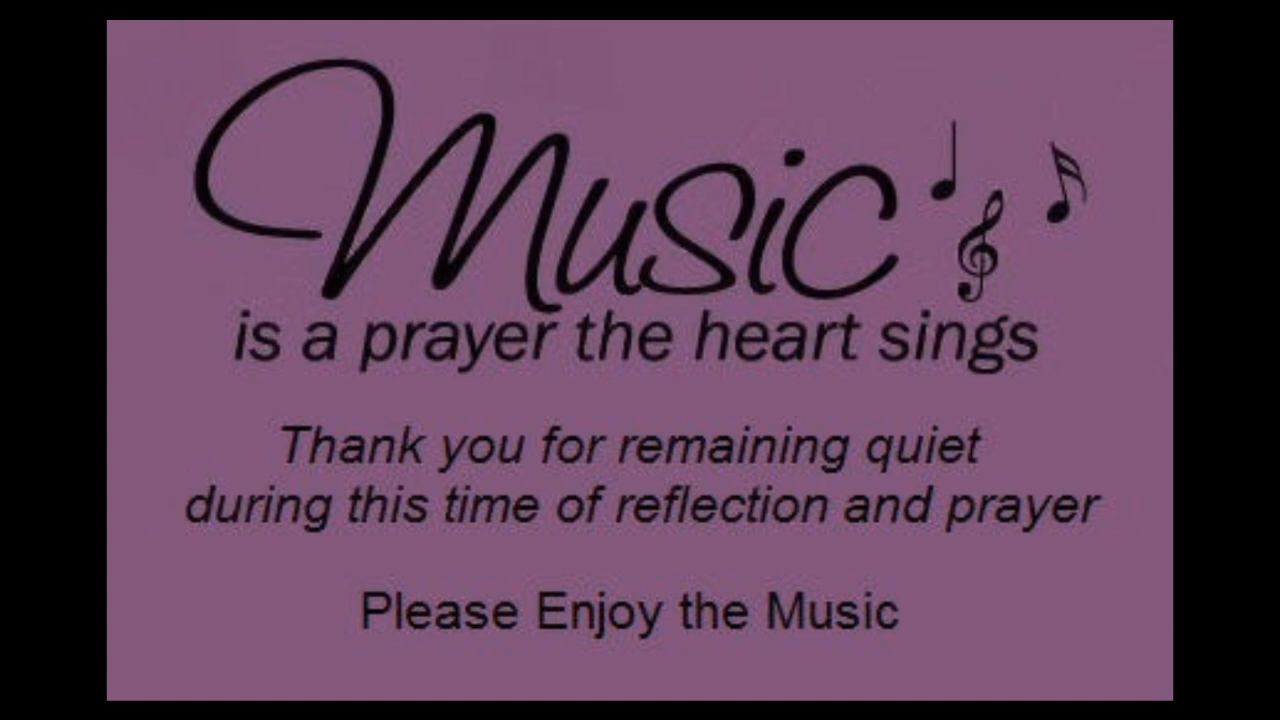 Music
is a prayer the heart sings
Thank you for remaining quiet
during this time of reflection and prayer
Please Enjoy the Music